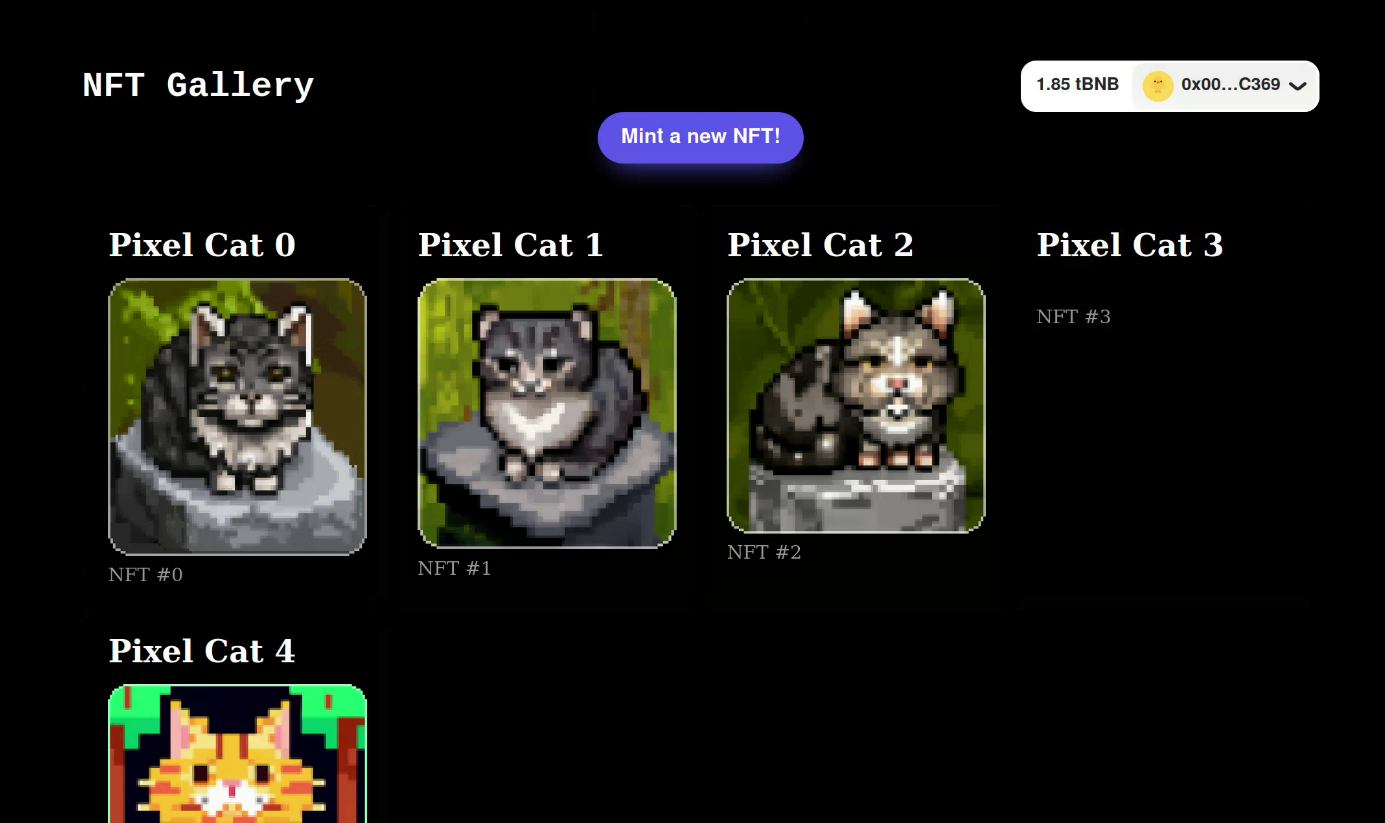 NFT Gallery
1.85 tBNB 0x00...C369
Mint a new NFT!
Pixel Cat 0
Pixel Cat 1
Pixel Cat 2
Pixel Cat 3
NFT #0
NFT #1
NFT #2
NFT #3
Pixel Cat 4